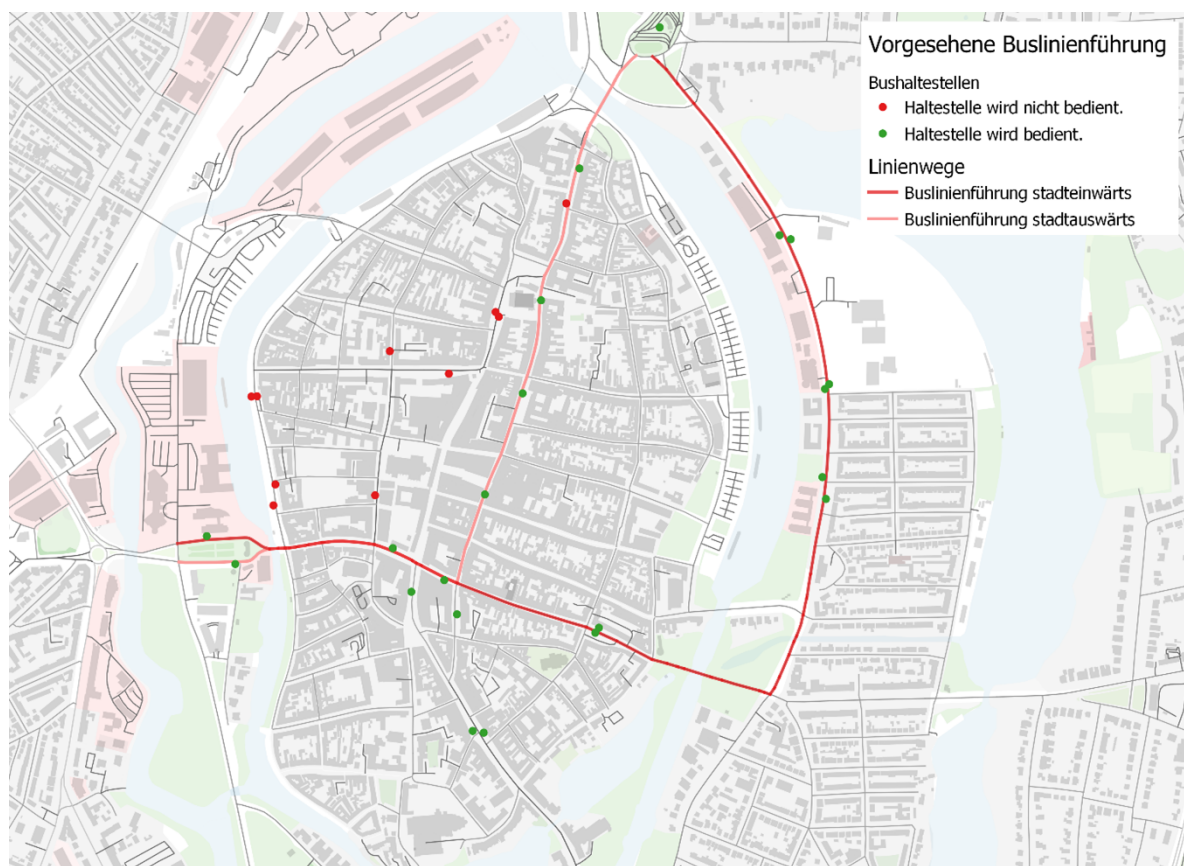 Vorgesehene Buslinienführung
Bushaltestellen
Haltestelle wird nicht bedient.
Haltestelle wird bedient.
Linienwege
Buslinienführung stadteinwärts
Buslinienführung stadtauswärts